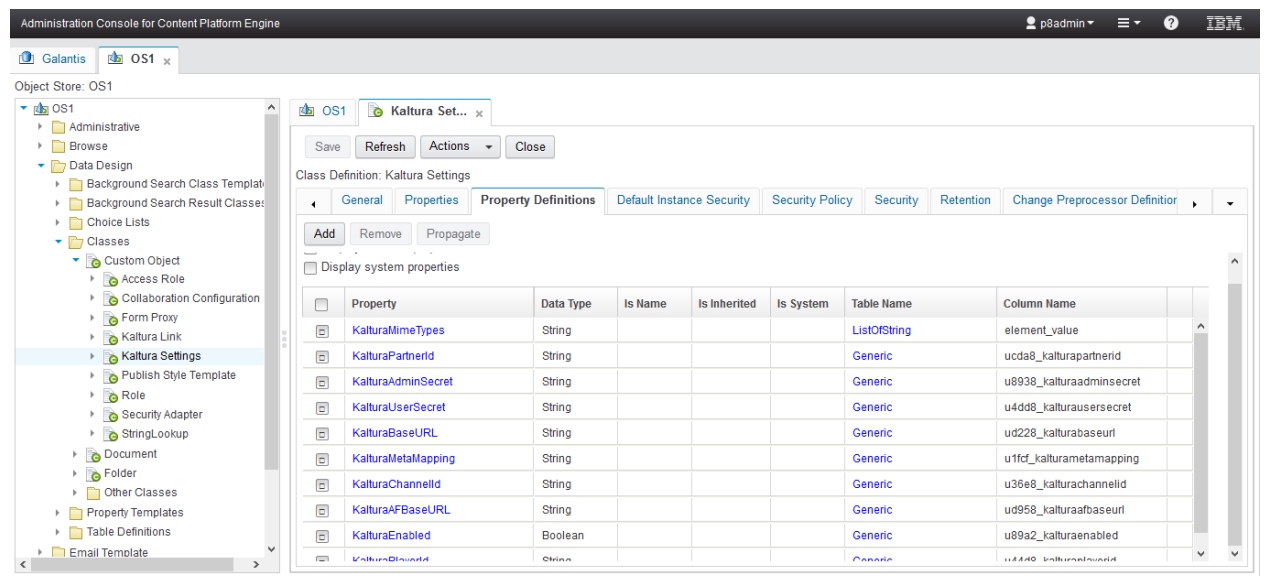 Administration Console for Content Platform Engine
p8admin
?
IBM
Galantis
OS1 x
Object Store: OS1
OS1
Administrative
Browse
Data Design
Background Search Class Templat
Background Search Result Classes
Choice Lists
Classes
Custom Object
Access Role
Collaboration Configuration
Form Proxy
Kaltura Link
Kaltura Settings
Publish Style Template
Role
Security Adapter
StringLookup
Document
Folder
Other Classes
Property Templates
Table Definitions
Email Template
OS1
Kaltura Set... x
Save Refresh Actions Close
Class Definition: Kaltura Settings
General Properties Property Definitions Default Instance Security Security Policy Security Retention Change Preprocessor Definition
Add Remove Propagate
Display system properties
Property Data Type Is Name Is Inherited Is System Table Name Column Name
KalturaMimeTypes String ListOfString element_value
KalturaPartnerId String Generic ucda8_kalturapartnerid
KalturaAdminSecret String Generic u8938_kalturaadminsecret
KalturaUserSecret String Generic u4dd8_kalturausersecret
KalturaBaseURL String Generic ud228_kalturabaseurl
KalturaMetaMapping String Generic u1fcf_kalturametamapping
KalturaChannelId String Generic u36e8_kalturachannelid
KalturaAFBaseURL String Generic ud958_kalturaafbaseurl
KalturaEnabled Boolean Generic u89a2_kalturaenabled
KalturaPlayerId String Generic u44d8_kalturaplayerid